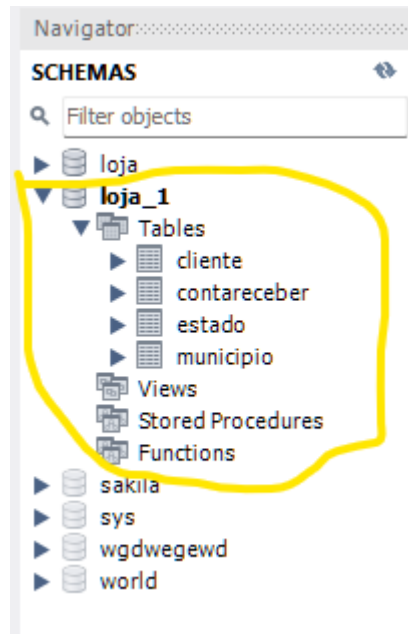 Navigator
SCHEMAS
Filter objects
loja
loja_1
Tables
cliente
contareceber
estado
municipio
Views
Stored Procedures
Functions
sakila
sys
wgdwegewd
world